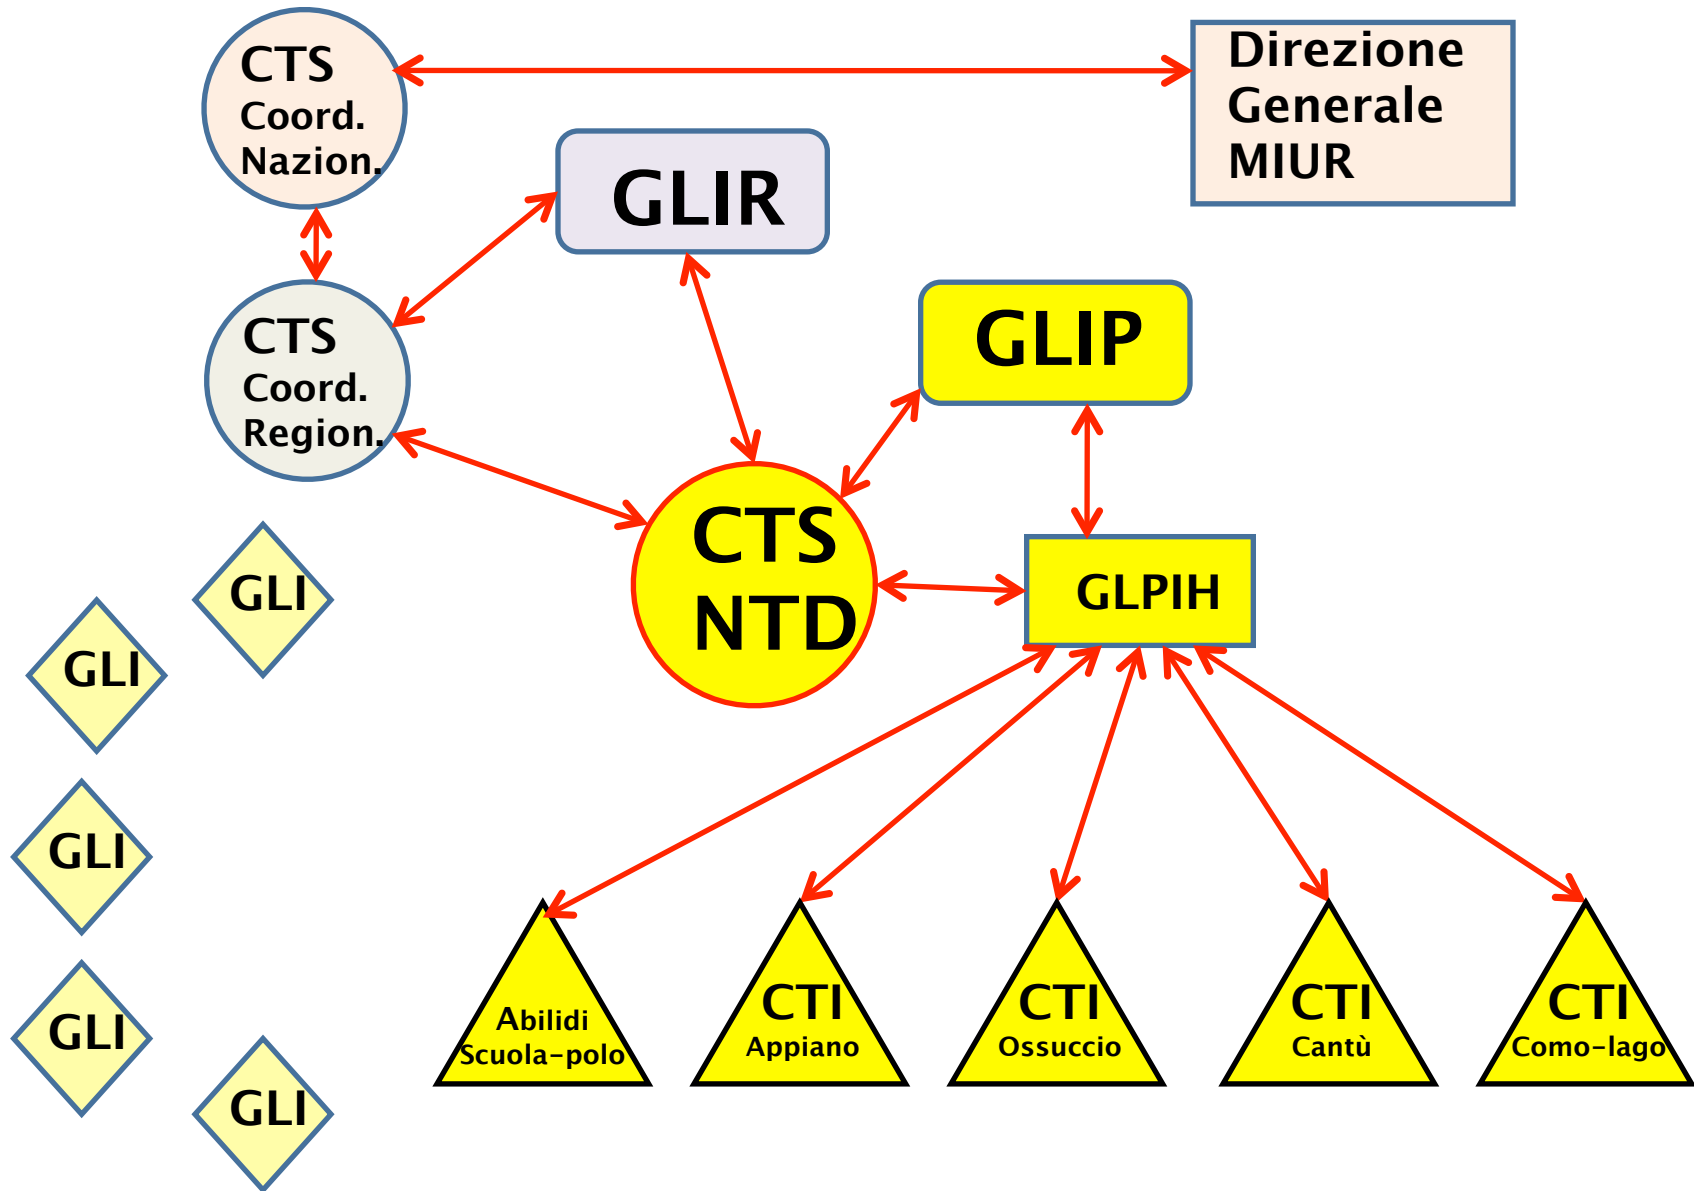 CTS
Coord.
Nazion.
Direzione
Generale
MIUR
GLIR
CTS
Coord.
Region.
GLIP
CTS
NTD
GLPIH
GLI
GLI
GLI
GLI
GLI
Abilidi
Scuola-polo
CTI
Appiano
CTI
Ossuccio
CTI
Cantù
CTI
Como-lago